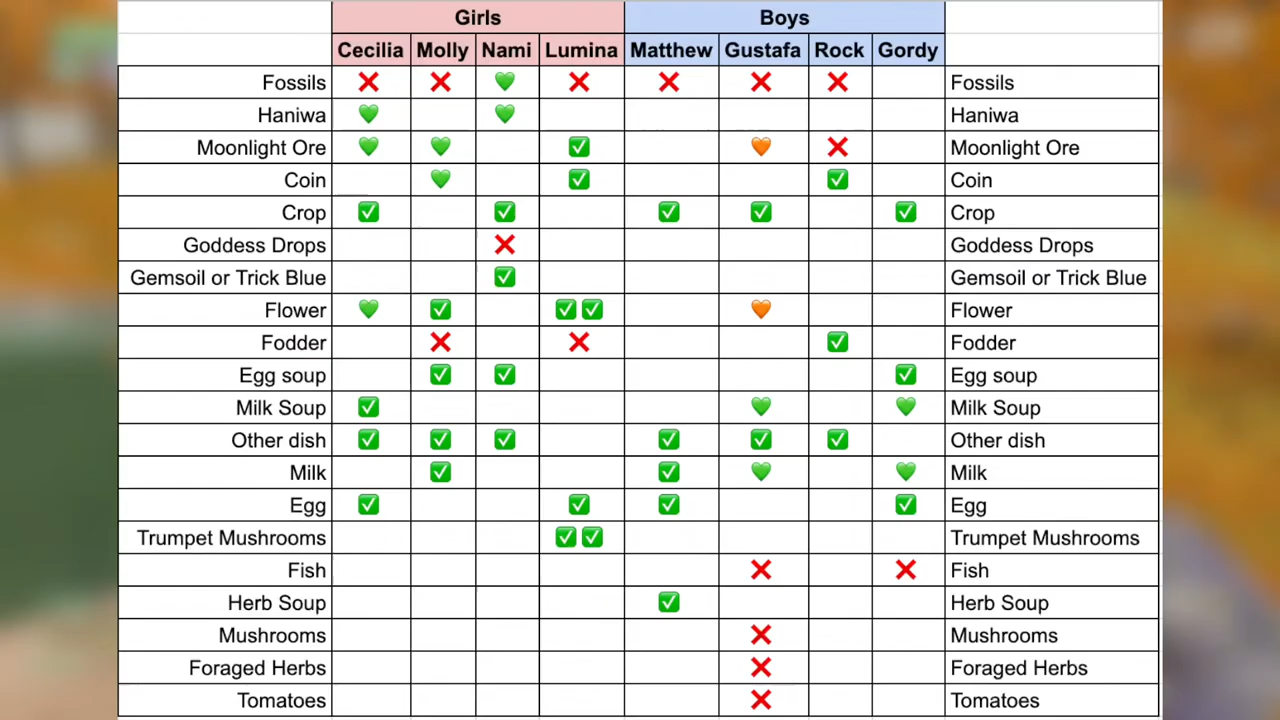 Girls Boys
Cecilia Molly Nami Lumina Matthew Gustafa Rock Gordy
Fossils ❌ ❌ 💚 ❌ ❌ ❌ ❌ Fossils
Haniwa 💚 💚 Haniwa
Moonlight Ore 💚 💚 ✅ 🧡 ❌ Moonlight Ore
Coin 💚 ✅ ✅ Coin
Crop ✅ ✅ ✅ ✅ ✅ Crop
Goddess Drops ❌ Goddess Drops
Gemsoil or Trick Blue ✅ Gemsoil or Trick Blue
Flower 💚 ✅ ✅ ✅ 🧡 Flower
Fodder ❌ ❌ ✅ Fodder
Egg soup ✅ ✅ ✅ Egg soup
Milk Soup ✅ 💚 💚 Milk Soup
Other dish ✅ ✅ ✅ ✅ ✅ ✅ Other dish
Milk ✅ ✅ 💚 💚 Milk
Egg ✅ ✅ ✅ ✅ Egg
Trumpet Mushrooms ✅ ✅ Trumpet Mushrooms
Fish ❌ ❌ Fish
Herb Soup ✅ Herb Soup
Mushrooms ❌ Mushrooms
Foraged Herbs ❌ Foraged Herbs
Tomatoes ❌ Tomatoes